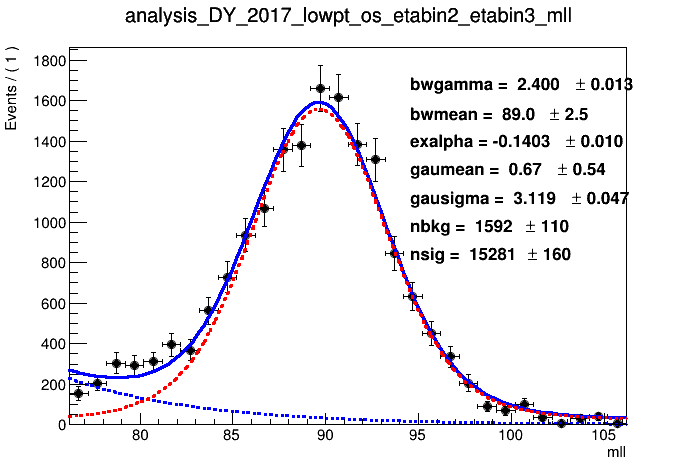 analysis_DY_2017_lowpt_os_etabin2_etabin3_mll
Events / ( 1 )
1800
1600
1400
1200
1000
800
600
400
200
0
bwgamma = 2.400 ± 0.013
bwmean = 89.0 ± 2.5
exalpha = -0.1403 ± 0.010
gaumean = 0.67 ± 0.54
gausigma = 3.119 ± 0.047
nbkg = 1592 ± 110
nsig = 15281 ± 160
80 85 90 95 100 105
mll